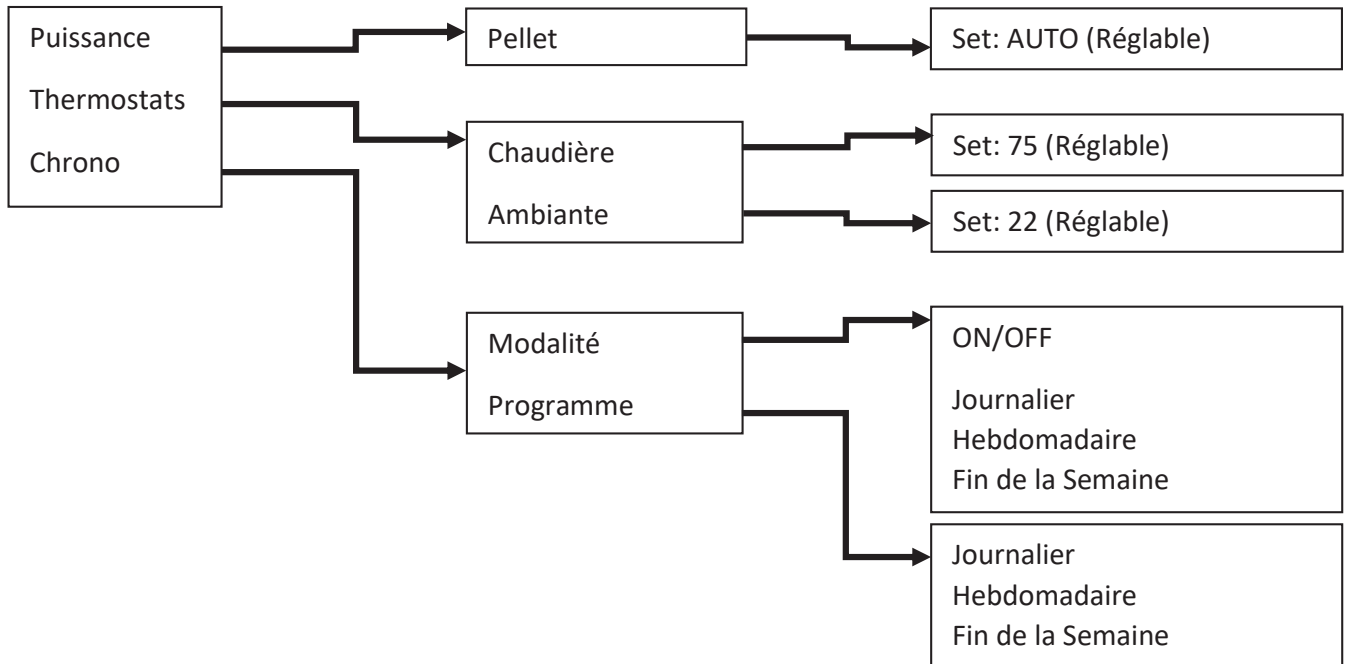 Puissance
Thermostats
Chrono
Pellet
Set: AUTO (Réglable)
Chaudière
Ambiante
Set: 75 (Réglable)
Set: 22 (Réglable)
Modalité
Programme
ON/OFF
Journalier
Hebdomadaire
Fin de la Semaine
Journalier
Hebdomadaire
Fin de la Semaine